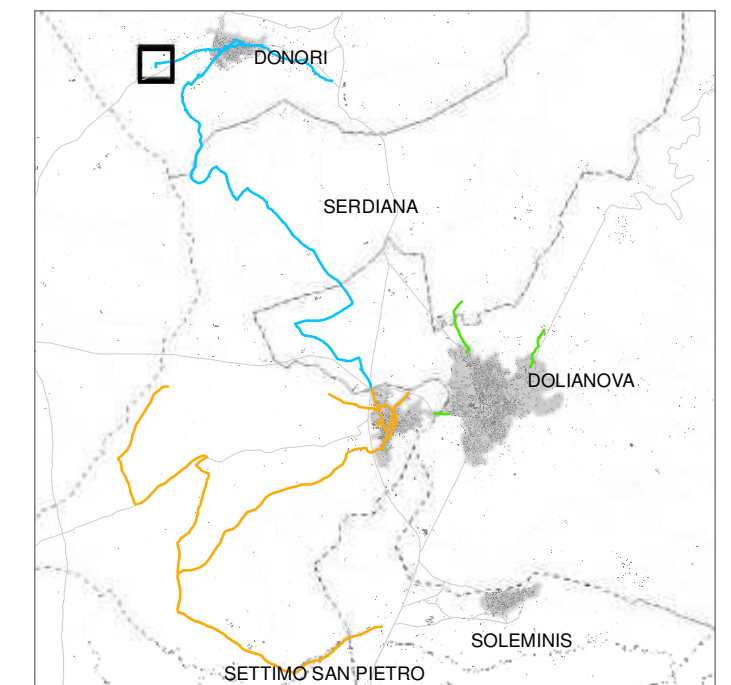 DONORI
SERDIANA
DOLIANOVA
SOLEMINIS
SETTIMO SAN PIETRO